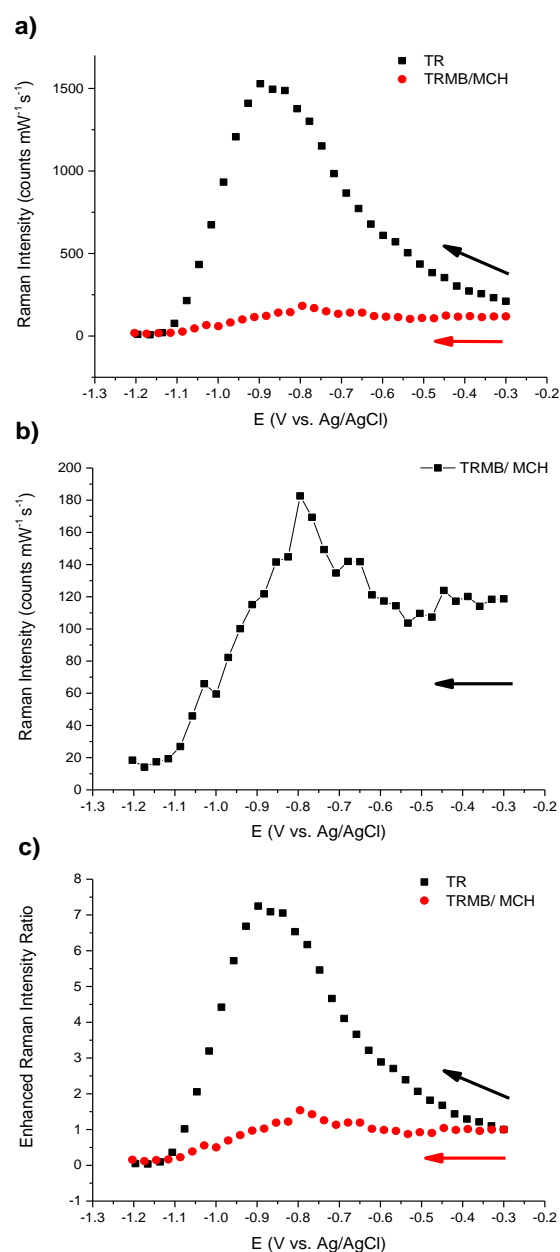 a)
TR
TRMB/MCH
1500
1000
500
0
Raman Intensity (counts mW⁻¹ s⁻¹)
-1.3 -1.2 -1.1 -1.0 -0.9 -0.8 -0.7 -0.6 -0.5 -0.4 -0.3 -0.2
E (V vs. Ag/AgCl)
b)
TRMB/ MCH
200
180
160
140
120
100
80
60
40
20
0
Raman Intensity (counts mW⁻¹ s⁻¹)
-1.3 -1.2 -1.1 -1.0 -0.9 -0.8 -0.7 -0.6 -0.5 -0.4 -0.3 -0.2
E (V vs. Ag/AgCl)
c)
TR
TRMB/ MCH
8
7
6
5
4
3
2
1
0
-1
Enhanced Raman Intensity Ratio
-1.3 -1.2 -1.1 -1.0 -0.9 -0.8 -0.7 -0.6 -0.5 -0.4 -0.3 -0.2
E (V vs. Ag/AgCl)